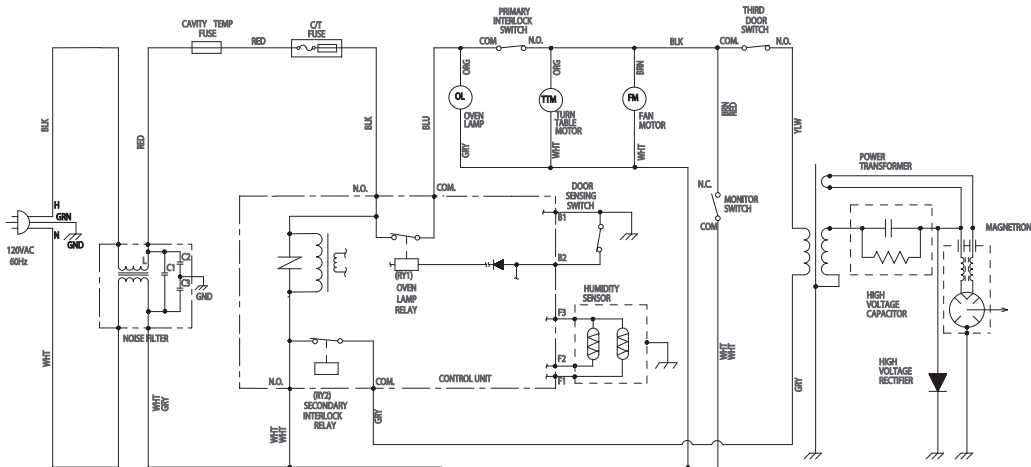 CAVITY TEMP
FUSE
RED
C/T
FUSE
PRIMARY
INTERLOCK
SWITCH
COM
N.O.
BLK
THIRD
DOOR
SWITCH
COM.
N.O.
BLK
RED
BLK
BLU
ORG
OL
OVEN
LAMP
GRY
ORG
TTM
TURN
TABLE
MOTOR
WHT
BRN
FM
FAN
MOTOR
WHT
BRN
RED
YLW
H
GRN
N
GND
120VAC
60Hz
N.O.
COM.
DOOR
SENSING
SWITCH
B1
B2
N.C.
MONITOR
SWITCH
COM
POWER
TRANSFORMER
MAGNETRON
L
C1
C2
C3
GND
NOISE FILTER
(RY1)
OVEN
LAMP
RELAY
HUMIDITY
SENSOR
F3
F2
F1
HIGH
VOLTAGE
CAPACITOR
HIGH
VOLTAGE
RECTIFIER
WHT
WHT
GRY
N.O.
COM.
CONTROL UNIT
(RY2)
SECONDARY
INTERLOCK
RELAY
WHT
WHT
GRY
WHT
WHT
GRY